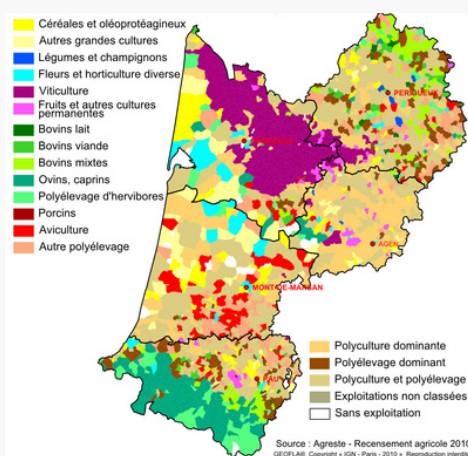 Céréales et oléoprotéagineux
Autres grandes cultures
Légumes et champignons
Fleurs et horticulture diverse
Viticulture
Fruits et autres cultures
permanentes
Bovins lait
Bovins viande
Bovins mixtes
Ovins, caprins
Polyélevage d'hervibores
Porcins
Aviculture
Autre polyélevage
PERIGUEUX
AGEN
MONT-DE-MARSAN
PAU
Polyculture dominante
Polyélevage dominant
Polyculture et polyélevage
Exploitations non classées
Sans exploitation
Source : Agreste - Recensement agricole 2010
GEOFLA® Copyright « IGN - Paris - 2010 » Reproduction interdite